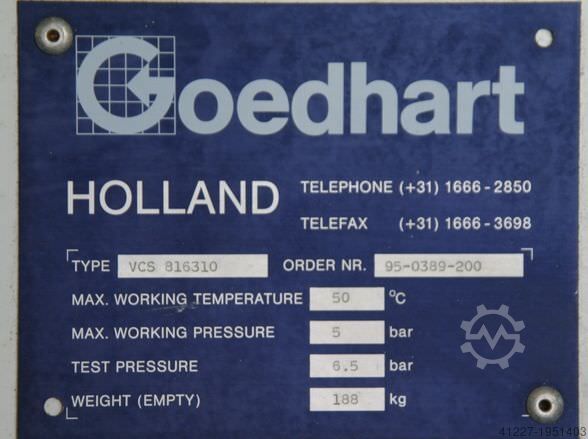 Goedhart
HOLLAND
TELEPHONE (+31) 1666-2850
TELEFAX (+31) 1666-3698
TYPE VCS 816310 ORDER NR. 95-0389-200
MAX. WORKING TEMPERATURE 50 °C
MAX. WORKING PRESSURE 5 bar
TEST PRESSURE 6.5 bar
WEIGHT (EMPTY) 188 kg
41227-1951403